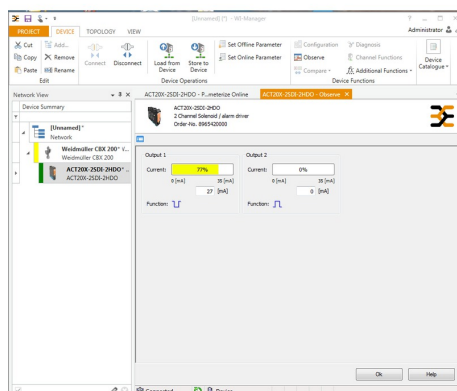 [Unnamed] (*) - WI-Manager
PROJECT DEVICE TOPOLOGY VIEW
Administrator
Cut Add...
Copy Remove
Paste Rename
Connect Disconnect
Load from Device
Store to Device
Set Offline Parameter
Set Online Parameter
Configuration Diagnosis
Observe Channel Functions
Compare Additional Functions
Device Catalogue
Edit Device Operations Device Functions
Network View
ACT20X-2SDI-2HDO - P...meterize Online ACT20X-2SDI-2HDO - Observe
Device Summary
[Unnamed]*
Network
Weidmüller CBX 200*
Weidmüller CBX 200
ACT20X-2SDI-2HDO* ..
ACT20X-2SDI-2HDO
ACT20X-2SDI-2HDO
2 Channel Solenoid / alarm driver
Order-No. 8965420000
Output 1
Current: 77%
0 [mA] 35 [mA]
27 [mA]
Function:
Output 2
Current: 0%
0 [mA] 35 [mA]
0 [mA]
Function:
Ok Help
Connected Device